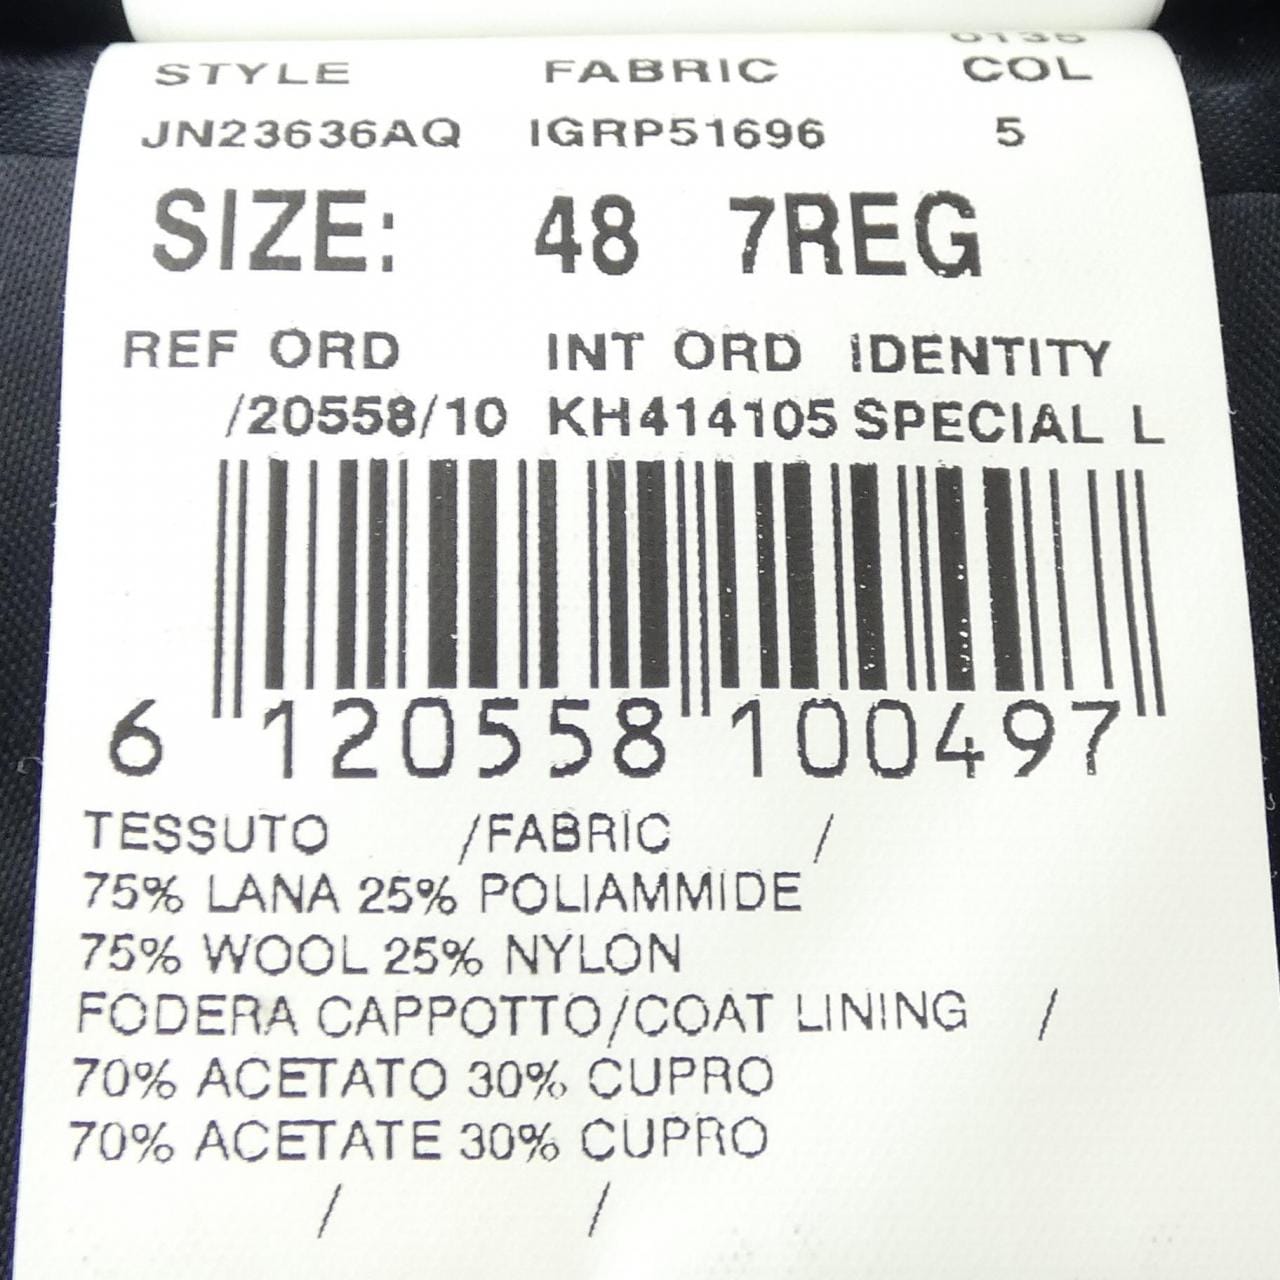 STYLE FABRIC COL
JN23636AQ IGRP51696 5
SIZE: 48 7REG
REF ORD INT ORD IDENTITY
/20558/10 KH414105 SPECIAL L
6 120558 100497
TESSUTO /FABRIC /
75% LANA 25% POLIAMMIDE
75% WOOL 25% NYLON
FODERA CAPPOTTO/COAT LINING /
70% ACETATO 30% CUPRO
70% ACETATE 30% CUPRO
/ /